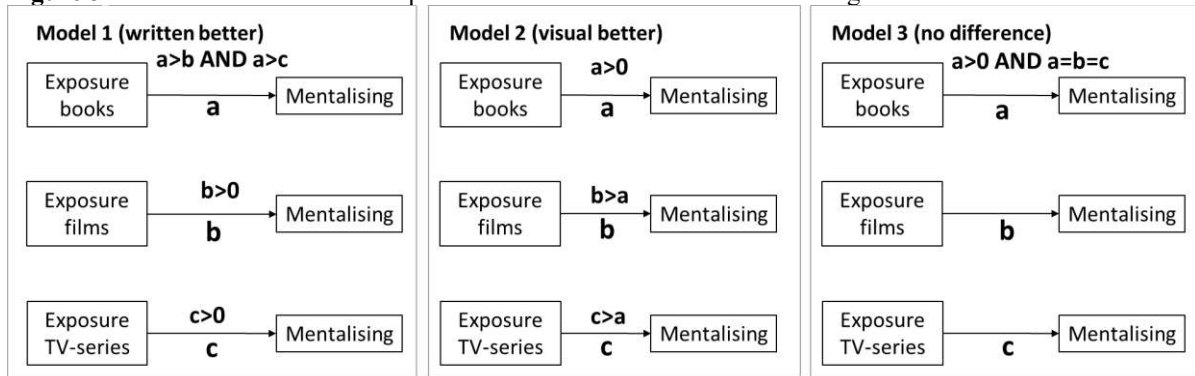 Model 1 (written better)
a>b AND a>c
Exposure
books
a
Mentalising
b>0
Exposure
films
b
Mentalising
c>0
Exposure
TV-series
c
Mentalising
Model 2 (visual better)
a>0
Exposure
books
a
Mentalising
b>a
Exposure
films
b
Mentalising
c>a
Exposure
TV-series
c
Mentalising
Model 3 (no difference)
a>0 AND a=b=c
Exposure
books
a
Mentalising
Exposure
films
b
Mentalising
Exposure
TV-series
c
Mentalising